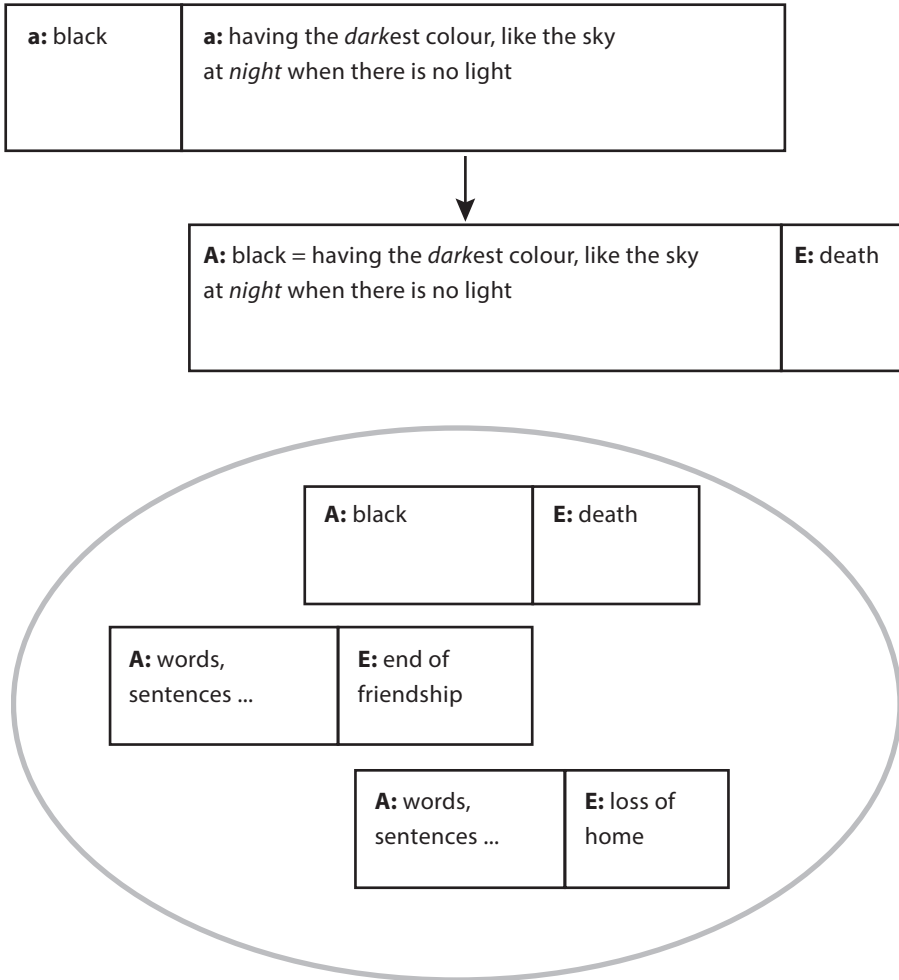 a: black
a: having the darkest colour, like the sky
at night when there is no light
A: black = having the darkest colour, like the sky
at night when there is no light
E: death
A: black
E: death
A: words,
sentences ...
E: end of
friendship
A: words,
sentences ...
E: loss of
home